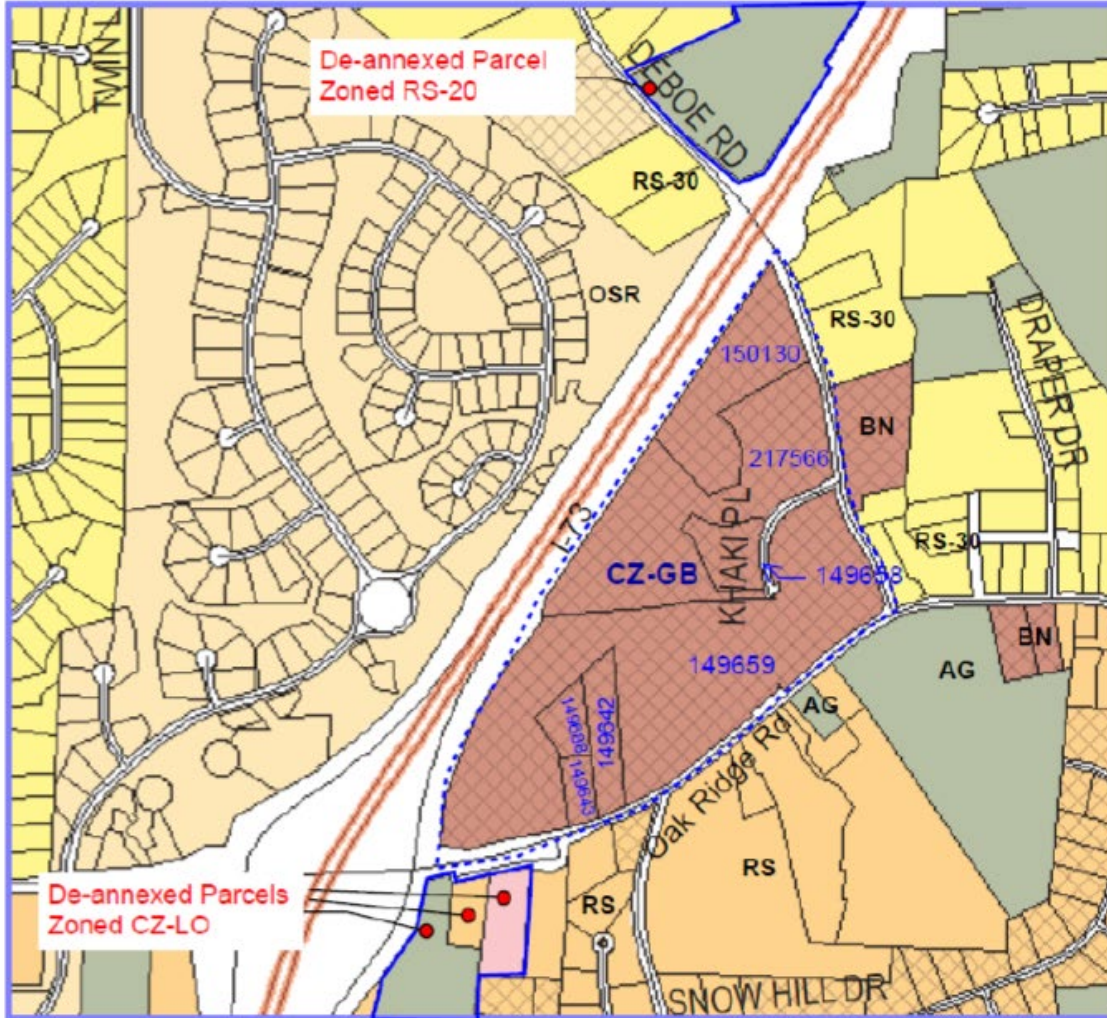 TWIN L
De-annexed Parcel
Zoned RS-20
DEBOE RD
RS-30
OSR
RS-30
150130
BN
DRAPER DR
217566
I-73
KHAKI PL
RS-30
CZ-GB
149658
BN
149659
AG
AG
149642
149643
Oak Ridge Rd
RS
De-annexed Parcels
Zoned CZ-LO
RS
SNOW HILL DR